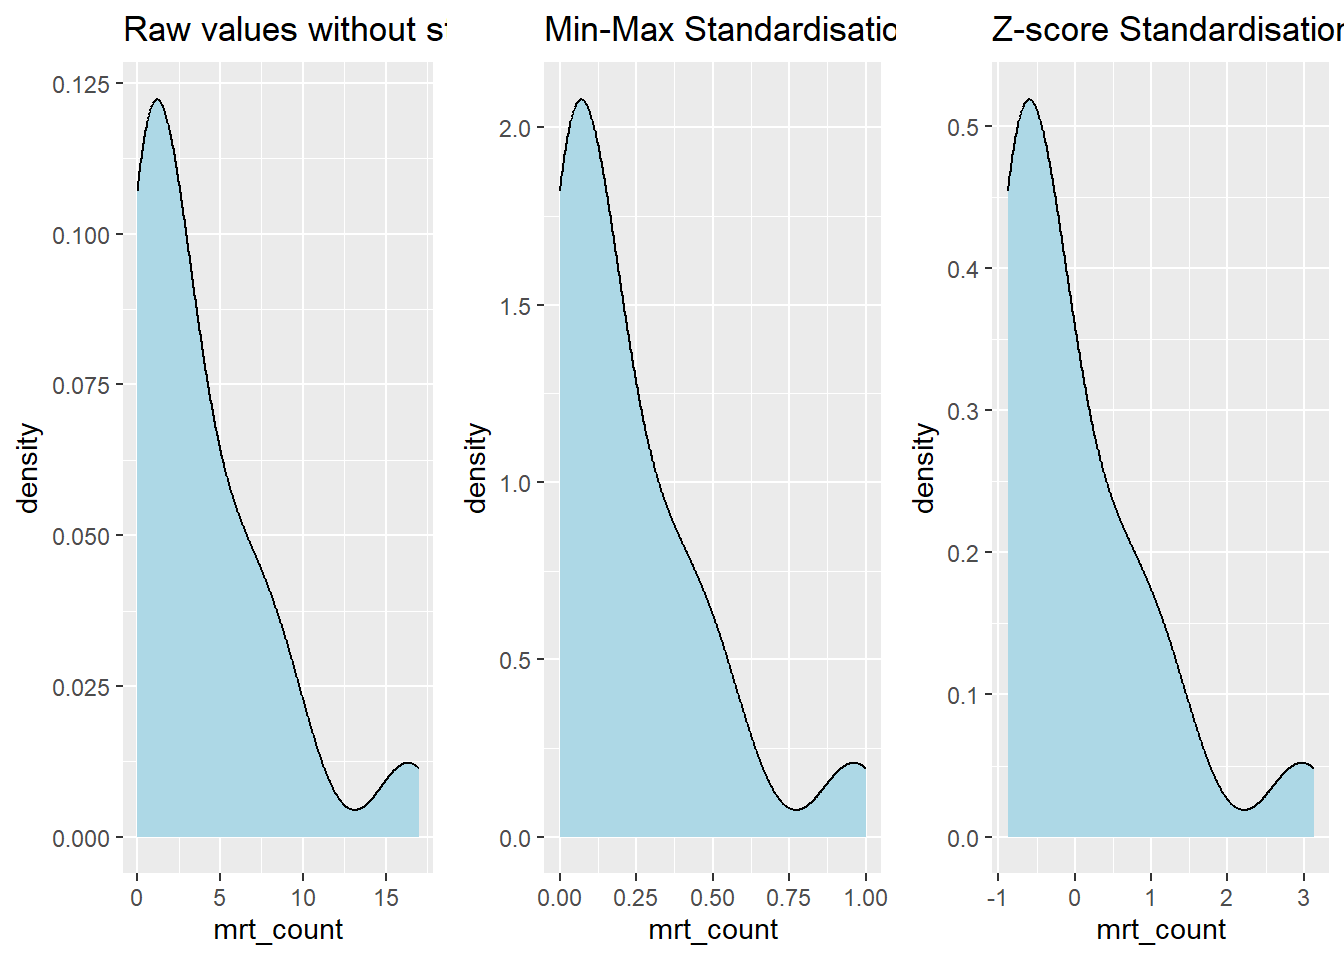 Raw values without st
0.125
0.100
0.075
0.050
0.025
0.000
density
0 5 10 15
mrt_count
Min-Max Standardisatio
2.0
1.5
1.0
0.5
0.0
density
0.00 0.25 0.50 0.75 1.00
mrt_count
Z-score Standardisation
0.5
0.4
0.3
0.2
0.1
0.0
density
-1 0 1 2 3
mrt_count